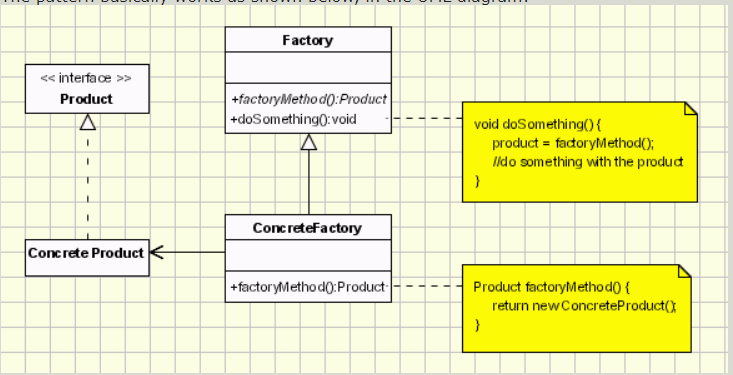 The pattern basically works as shown below, in the UML diagram:
Factory
<< interface >>
Product
+factoryMethod():Product
+doSomething():void
void doSomething() {
product = factoryMethod();
//do something with the product
}
ConcreteFactory
Concrete Product
+factoryMethod():Product
Product factoryMethod() {
return new ConcreteProduct();
}